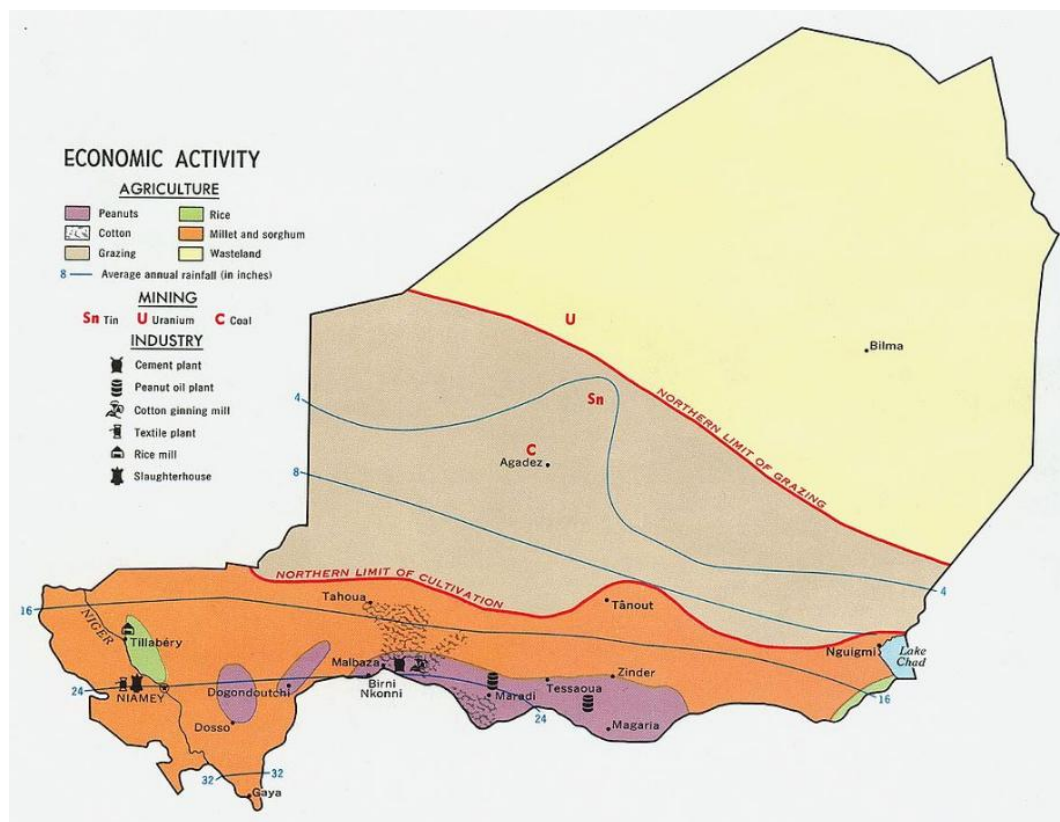 ECONOMIC ACTIVITY
AGRICULTURE
Peanuts
Rice
Cotton
Millet and sorghum
Grazing
Wasteland
8 Average annual rainfall (in inches)
MINING
Sn Tin U Uranium C Coal
INDUSTRY
Cement plant
Peanut oil plant
Cotton ginning mill
Textile plant
Rice mill
Slaughterhouse
U
Bilma
4
Sn
NORTHERN LIMIT OF GRAZING
C
Agadez
8
NORTHERN LIMIT OF CULTIVATION
4
Tahoua
Tânout
16
NIGER
Tillabéry
Nguigmi
Lake
Chad
Malbaza
Zinder
Birni
Nkonni
Tessaoua
24
NIAMEY
Dogondoutchi
Maradi
16
24
Dosso
Magaria
32
32
Gaya